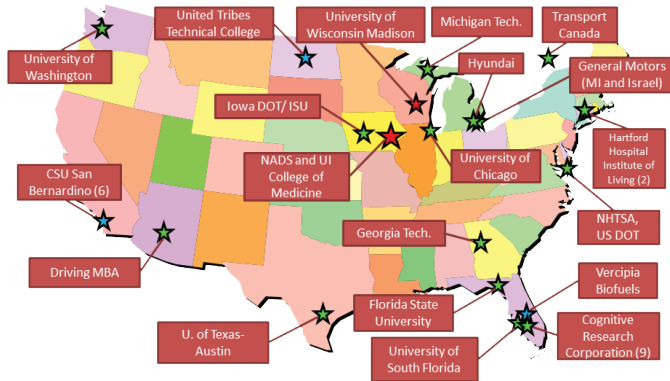 United Tribes
Technical College
University of
Wisconsin Madison
Michigan Tech.
Transport
Canada
University of
Washington
Hyundai
General Motors
(MI and Israel)
Iowa DOT/ ISU
Hartford
Hospital
Institute of
Living (2)
NADS and UI
College of
Medicine
University of
Chicago
CSU San
Bernardino (6)
NHTSA,
US DOT
Georgia Tech.
Driving MBA
Florida State
University
Vercipia
Biofuels
U. of Texas-
Austin
Cognitive
Research
Corporation (9)
University of
South Florida